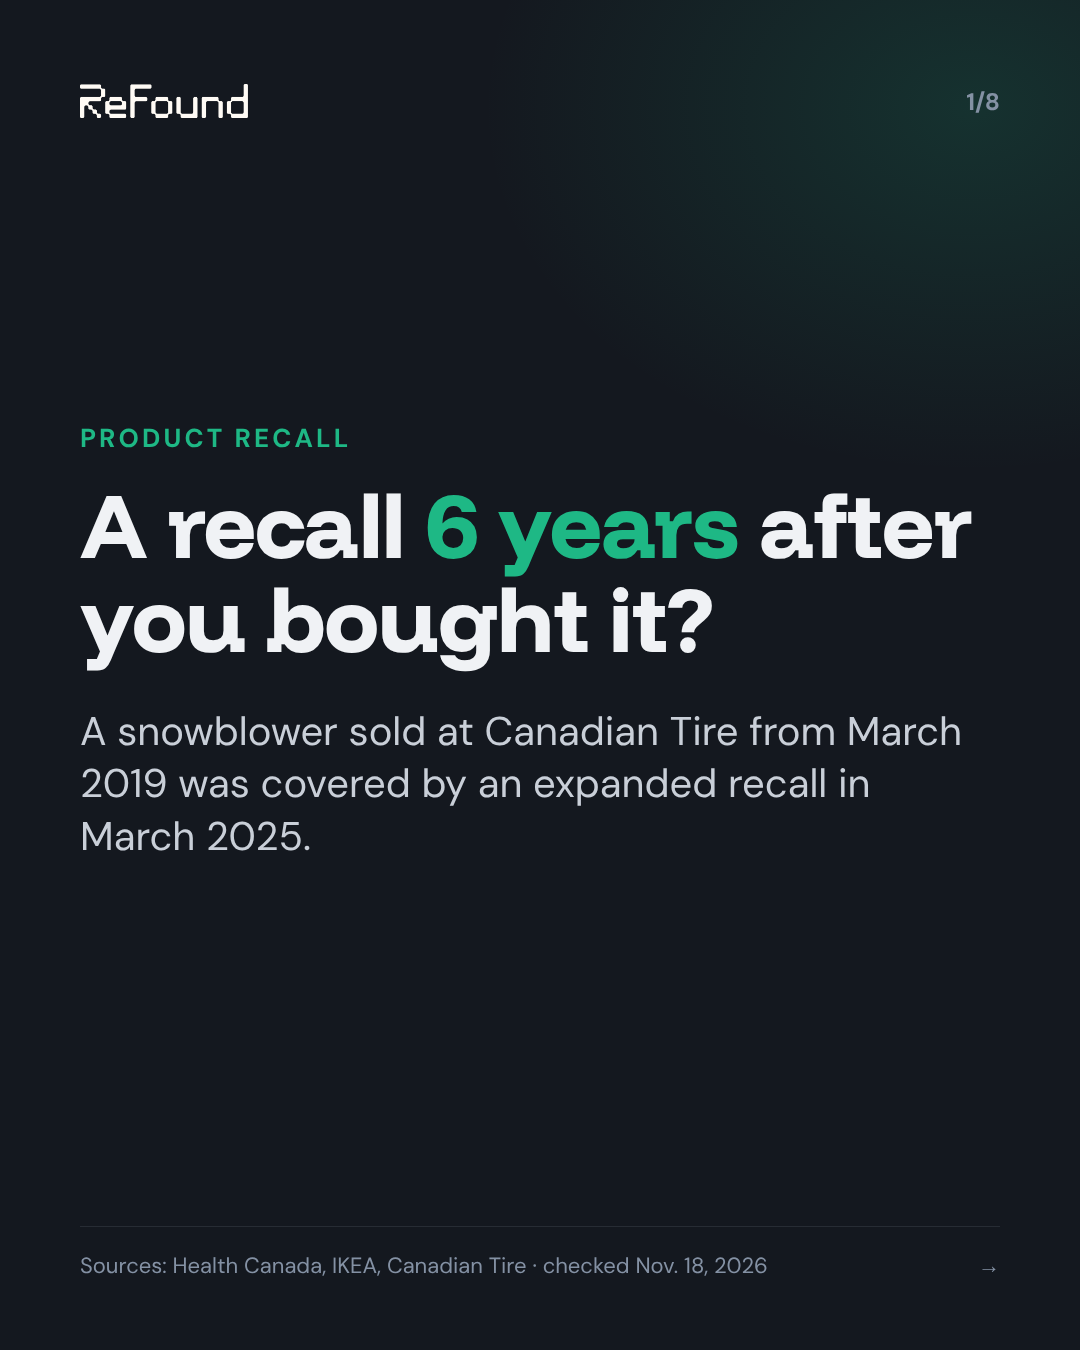 ReFound
1/8
PRODUCT RECALL
A recall 6 years after
you bought it?
A snowblower sold at Canadian Tire from March
2019 was covered by an expanded recall in
March 2025.
Sources: Health Canada, IKEA, Canadian Tire · checked Nov. 18, 2026 →